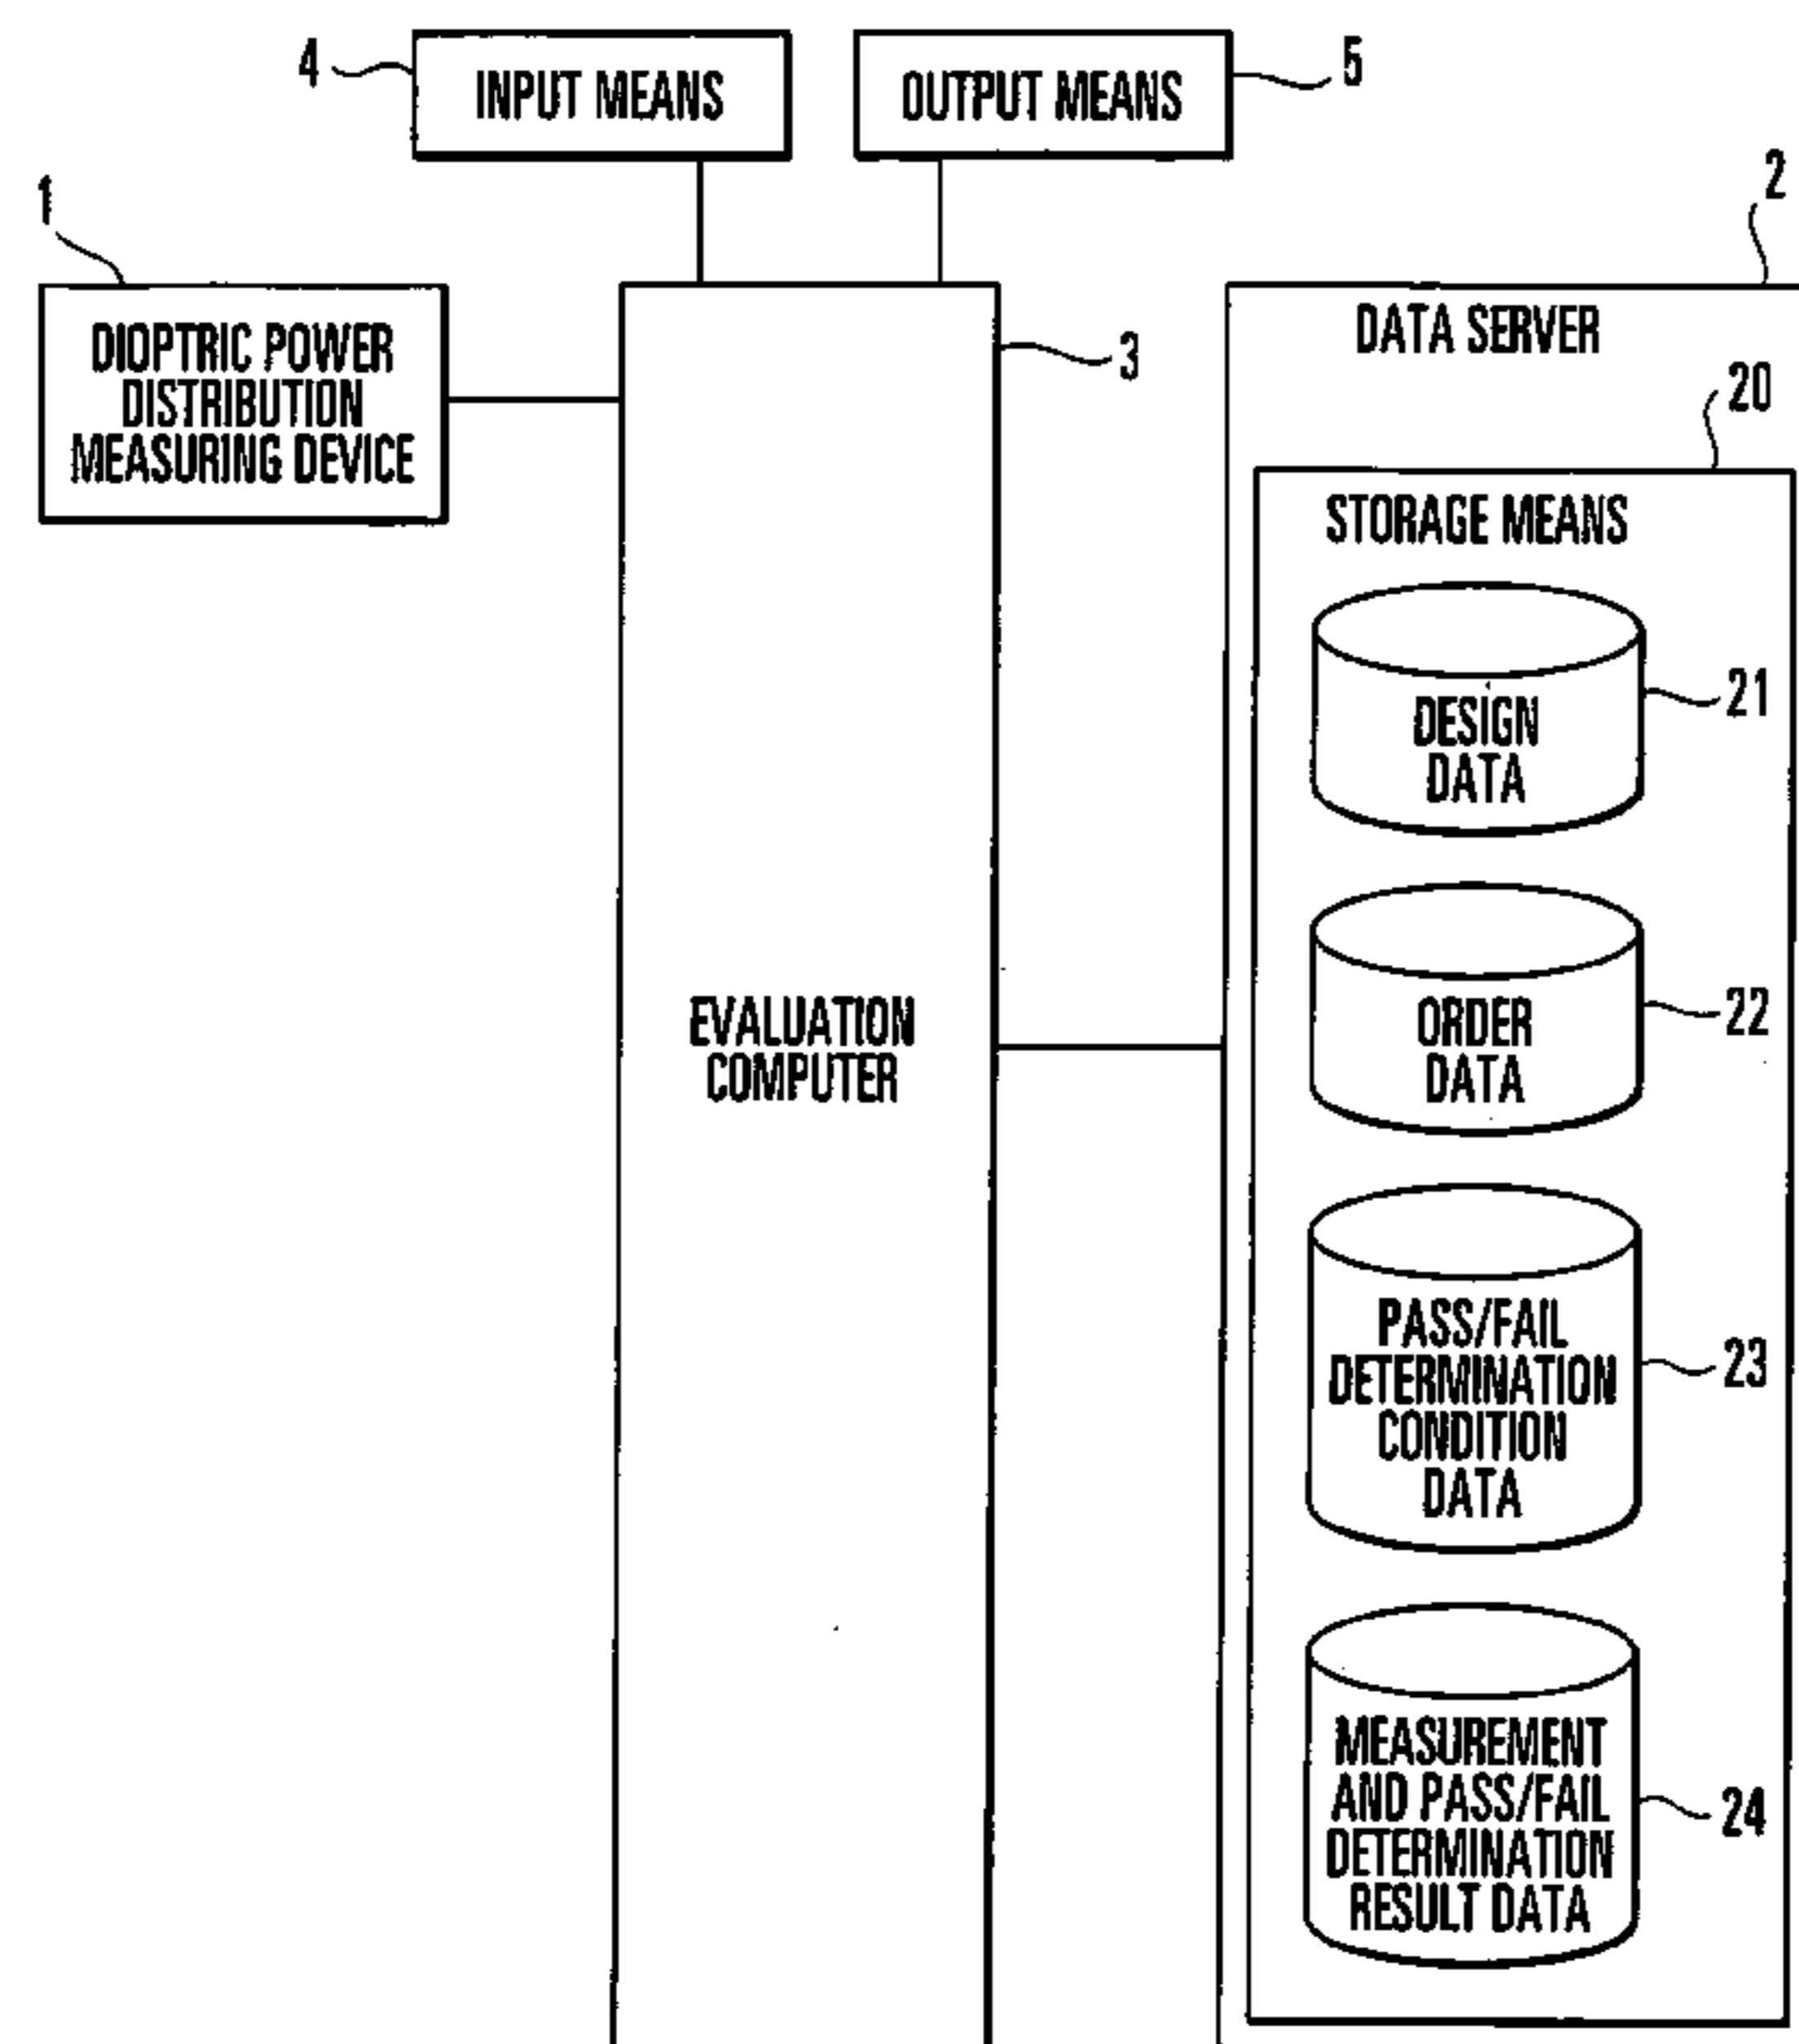 4
INPUT MEANS
OUTPUT MEANS
5
1
2
DIOPTRIC POWER
DISTRIBUTION
MEASURING DEVICE
3
DATA SERVER
20
STORAGE MEANS
DESIGN
DATA
21
EVALUATION
COMPUTER
ORDER
DATA
22
PASS/FAIL
DETERMINATION
CONDITION
DATA
23
MEASUREMENT
AND PASS/FAIL
DETERMINATION
RESULT DATA
24